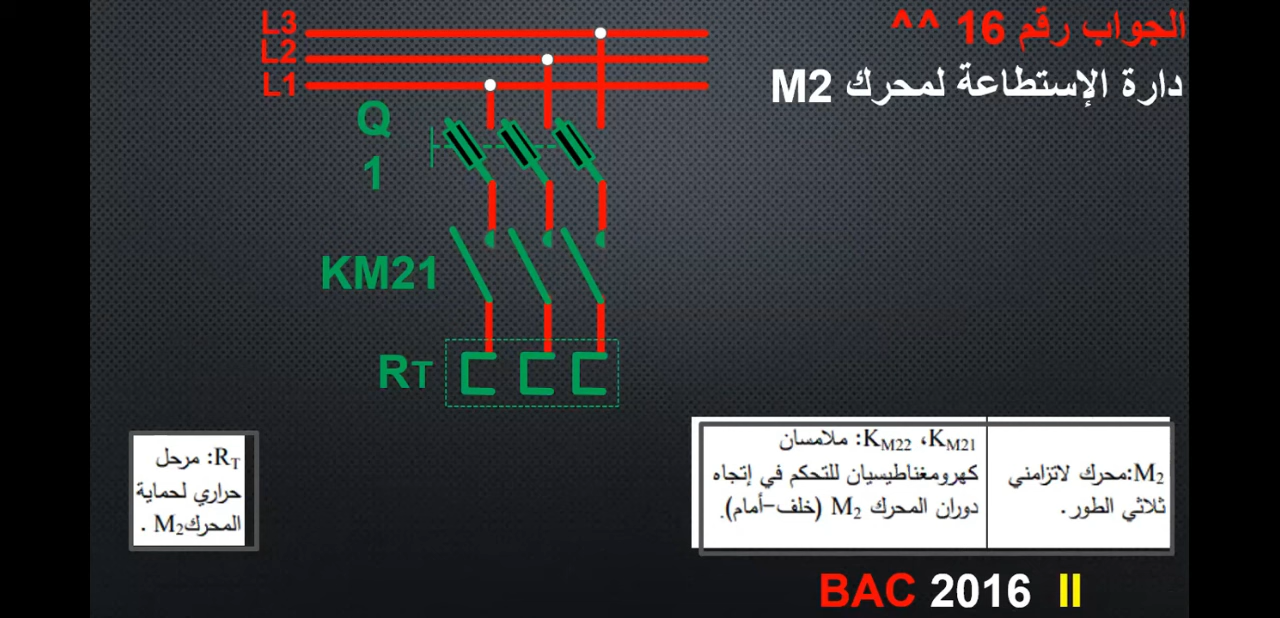 الجواب رقم 16 ^^
دارة الإستطاعة لمحرك M2
L3
L2
L1
Q
1
KM21
RT
RT: مرحل
حراري لحماية
المحركM2 .
KM21، KM22: ملامسان
كهرومغناطيسيان للتحكم في إتجاه
دوران المحرك M2 (خلف-أمام).
M2:محرك لاتزامني
ثلاثي الطور.
BAC 2016 II